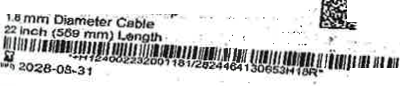 1.8 mm Diameter Cable
22 inch (559 mm) Length
*+H124002232001181/2824464130653H18R*
2028-08-31